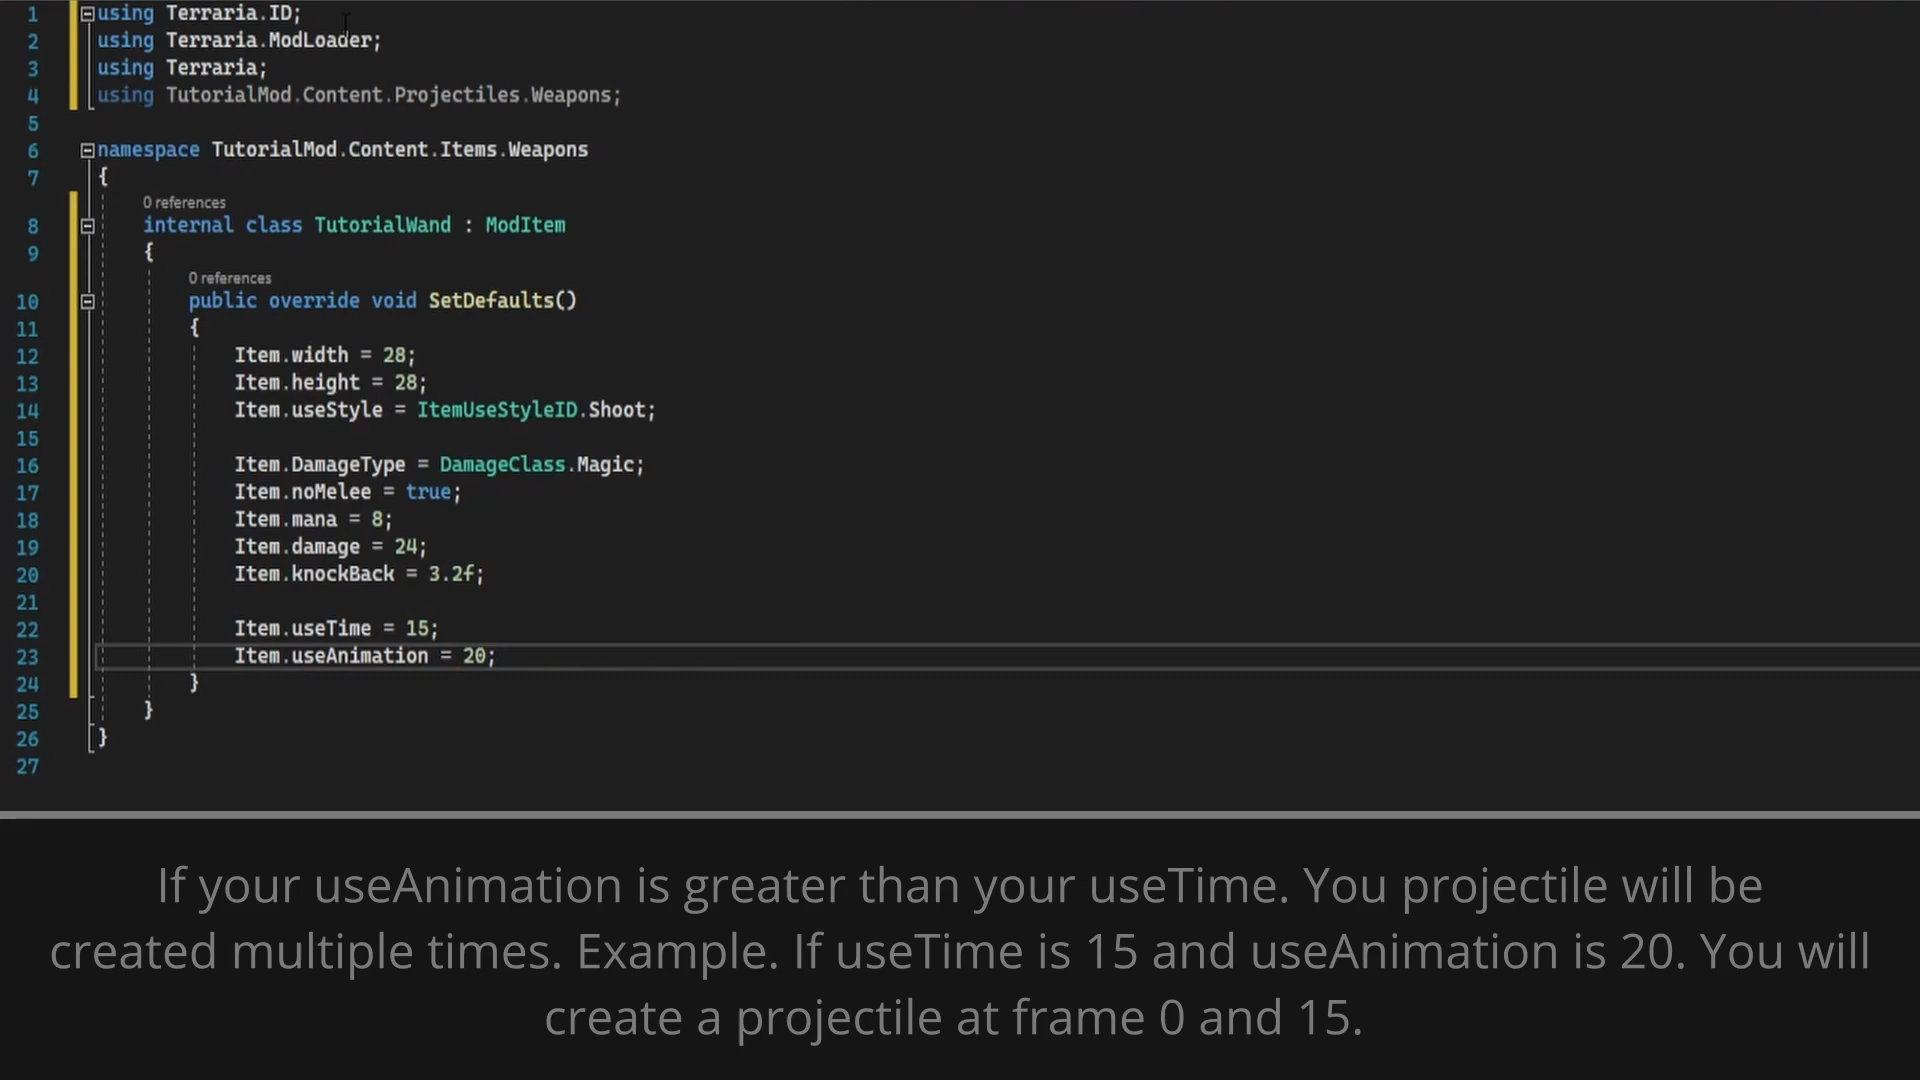 1 using Terraria.ID;
2 using Terraria.ModLoader;
3 using Terraria;
4 using TutorialMod.Content.Projectiles.Weapons;
5
6 namespace TutorialMod.Content.Items.Weapons
7 {
0 references
8 internal class TutorialWand : ModItem
9 {
0 references
10 public override void SetDefaults()
11 {
12 Item.width = 28;
13 Item.height = 28;
14 Item.useStyle = ItemUseStyleID.Shoot;
15
16 Item.DamageType = DamageClass.Magic;
17 Item.noMelee = true;
18 Item.mana = 8;
19 Item.damage = 24;
20 Item.knockBack = 3.2f;
21
22 Item.useTime = 15;
23 Item.useAnimation = 20;
24 }
25 }
26 }
27
If your useAnimation is greater than your useTime. You projectile will be
created multiple times. Example. If useTime is 15 and useAnimation is 20. You will
create a projectile at frame 0 and 15.